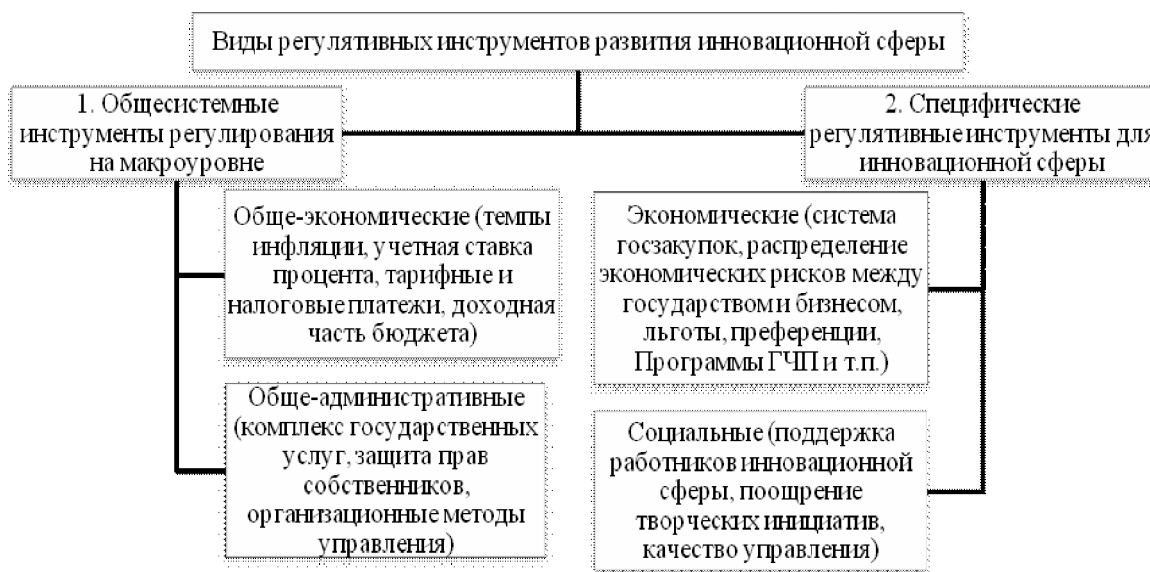 Виды регулятивных инструментов развития инновационной сферы
1. Общесистемные
инструменты регулирования
на макроуровне
2. Специфические
регулятивные инструменты для
инновационной сферы
Обще-экономические (темпы
инфляции, учетная ставка
процента, тарифные и
налоговые платежи, доходная
часть бюджета)
Экономические (система
госзакупок, распределение
экономических рисков между
государством и бизнесом,
льготы, преференции,
Программы ГЧП и т.п.)
Обще-административные
(комплекс государственных
услуг, защита прав
собственников,
организационные методы
управления)
Социальные (поддержка
работников инновационной
сферы, поощрение
творческих инициатив,
качество управления)